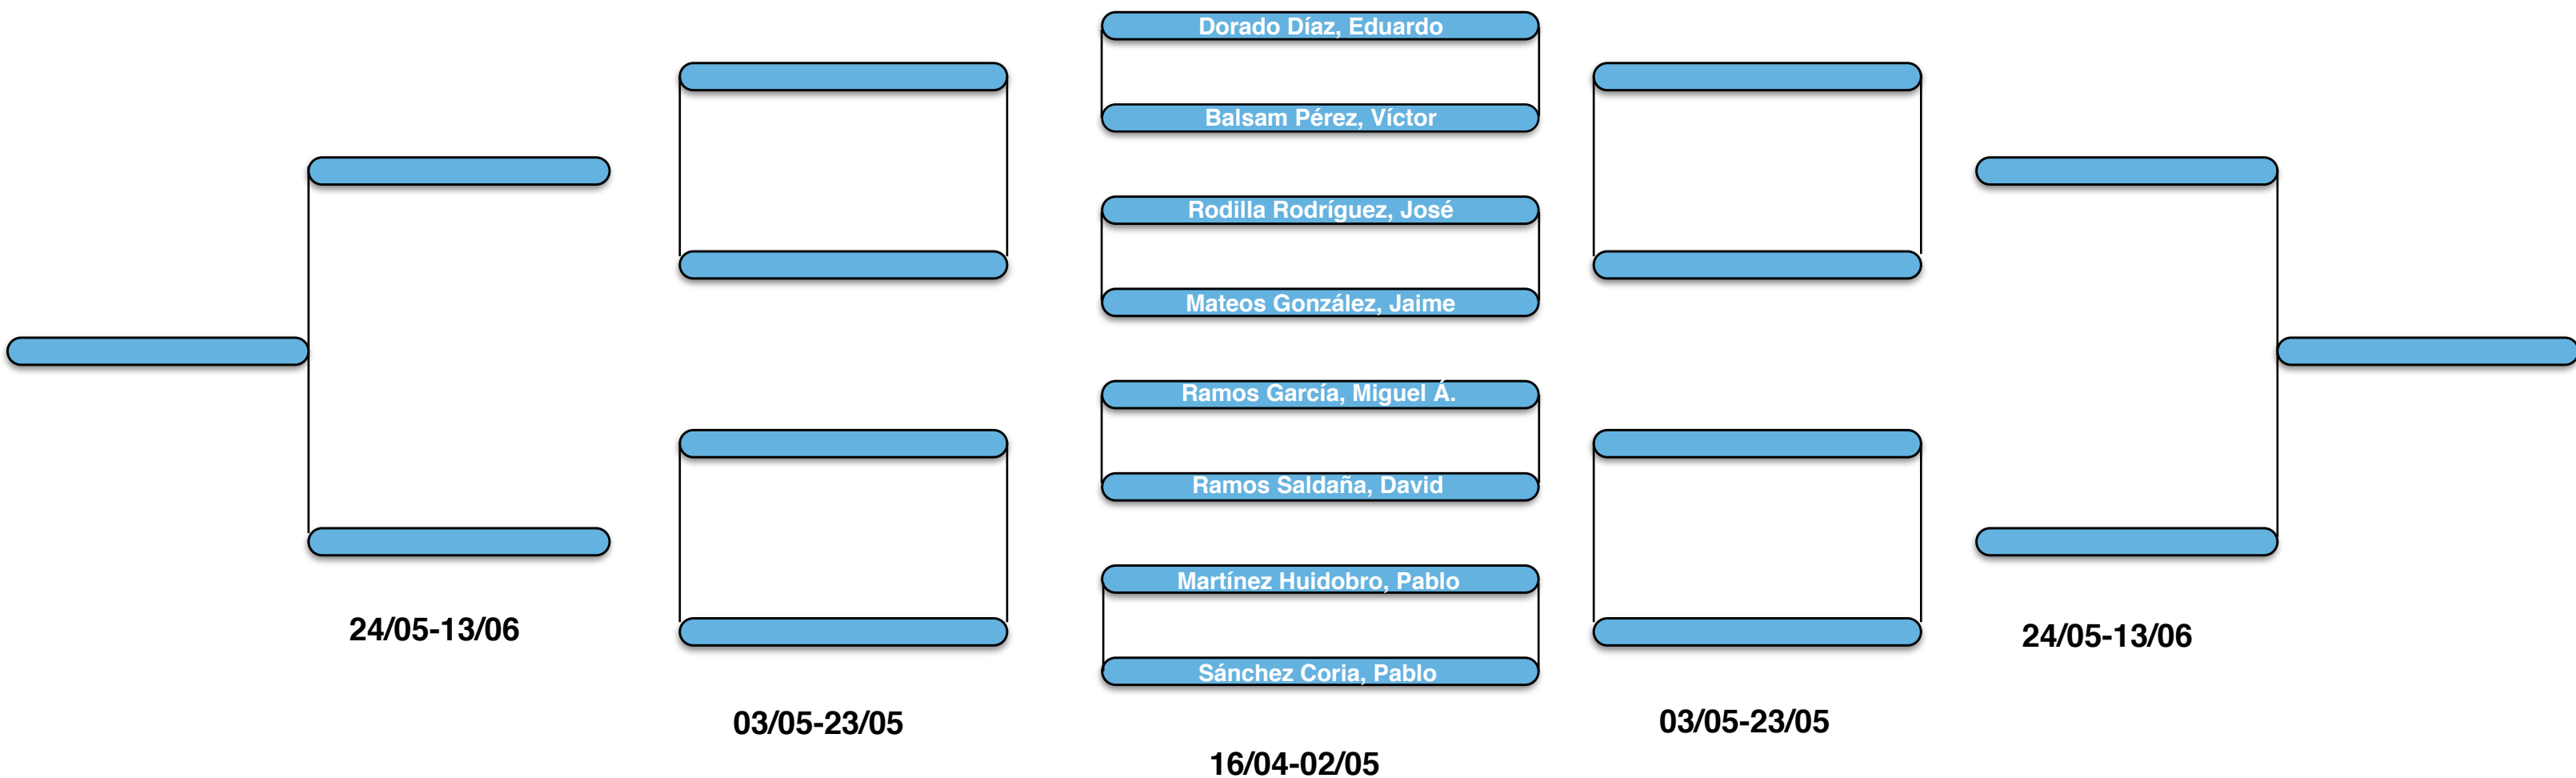 Dorado Díaz, Eduardo
Balsam Pérez, Víctor
Rodilla Rodríguez, José
Mateos González, Jaime
Ramos García, Miguel Á.
Ramos Saldaña, David
Martínez Huidobro, Pablo
Sánchez Coria, Pablo
24/05-13/06
03/05-23/05
16/04-02/05
03/05-23/05
24/05-13/06